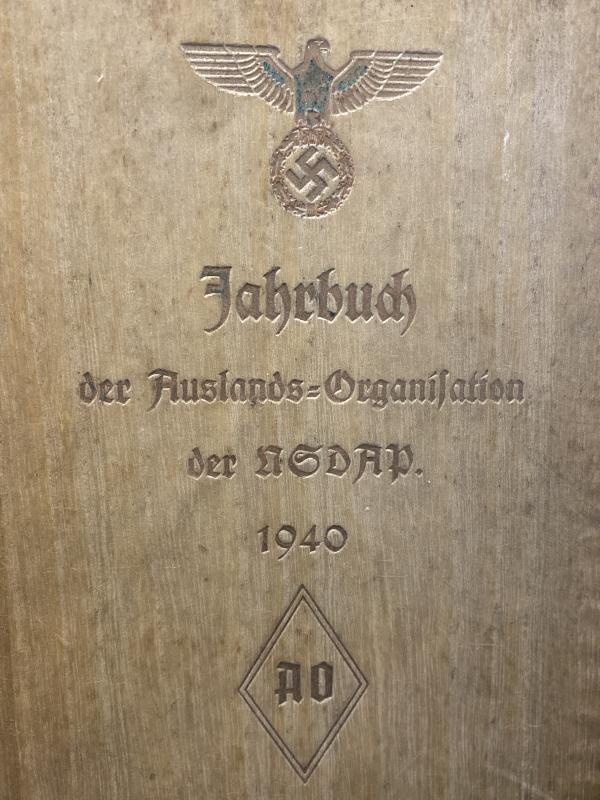 Jahrbuch
der Auslands=Organiſation
der NSDAP.
1940
AO